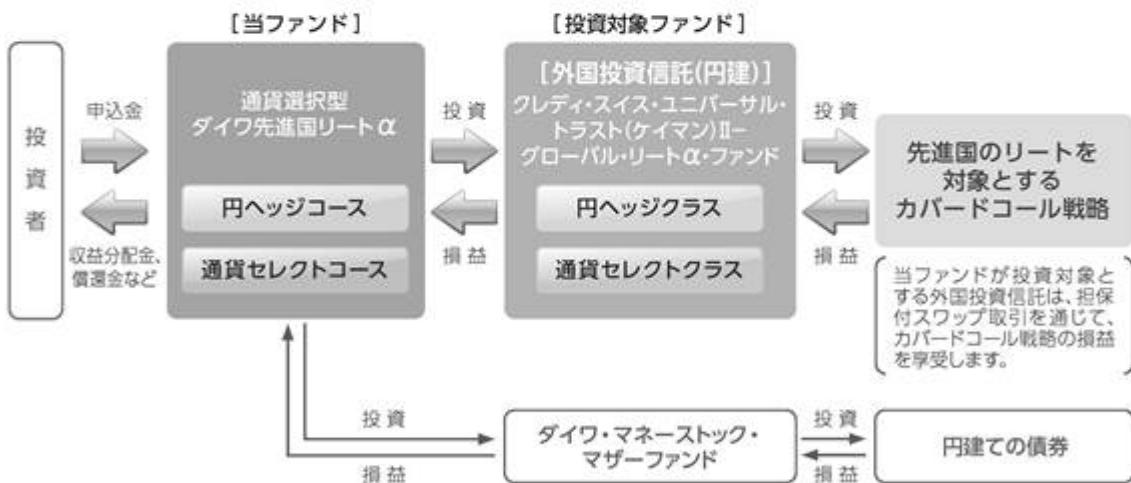 [当ファンド]
[投資対象ファンド]
投資者
申込金
収益分配金、
償還金など
通貨選択型
ダイワ先進国リートα
円ヘッジコース
通貨セレクトコース
投資
損益
[外国投資信託(円建)]
クレディ・スイス・ユニバーサル・
トラスト(ケイマン)Ⅱ−
グローバル・リートα・ファンド
円ヘッジクラス
通貨セレクトクラス
投資
損益
先進国のリートを
対象とする
カバードコール戦略
当ファンドが投資対象と
する外国投資信託は、担保
付スワップ取引を通じて、
カバードコール戦略の損益
を享受します。
投資
損益
ダイワ・マネーストック・
マザーファンド
投資
損益
円建ての債券